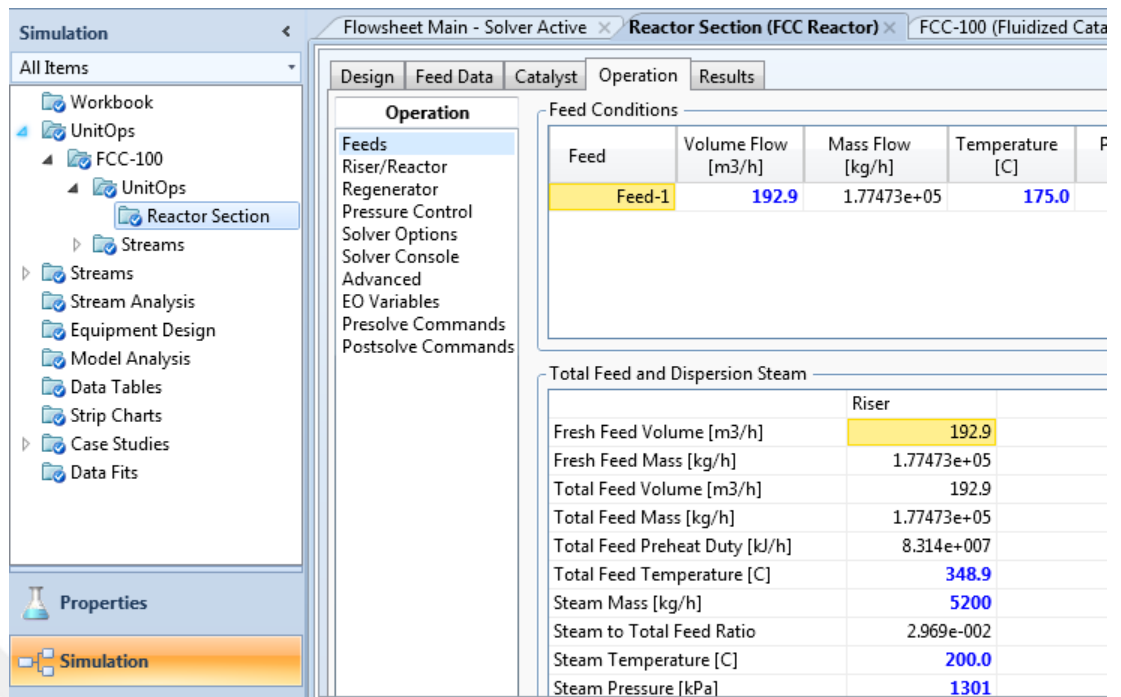 Simulation <
All Items
Workbook
UnitOps
FCC-100
UnitOps
Reactor Section
Streams
Streams
Stream Analysis
Equipment Design
Model Analysis
Data Tables
Strip Charts
Case Studies
Data Fits
Properties
Simulation
Flowsheet Main - Solver Active × Reactor Section (FCC Reactor) × FCC-100 (Fluidized Cata
Design Feed Data Catalyst Operation Results
Operation
Feeds
Riser/Reactor
Regenerator
Pressure Control
Solver Options
Solver Console
Advanced
EO Variables
Presolve Commands
Postsolve Commands
Feed Conditions
Feed Volume Flow [m3/h] Mass Flow [kg/h] Temperature [C] P
Feed-1 192.9 1.77473e+05 175.0
Total Feed and Dispersion Steam
Riser
Fresh Feed Volume [m3/h] 192.9
Fresh Feed Mass [kg/h] 1.77473e+05
Total Feed Volume [m3/h] 192.9
Total Feed Mass [kg/h] 1.77473e+05
Total Feed Preheat Duty [kJ/h] 8.314e+007
Total Feed Temperature [C] 348.9
Steam Mass [kg/h] 5200
Steam to Total Feed Ratio 2.969e-002
Steam Temperature [C] 200.0
Steam Pressure [kPa] 1301